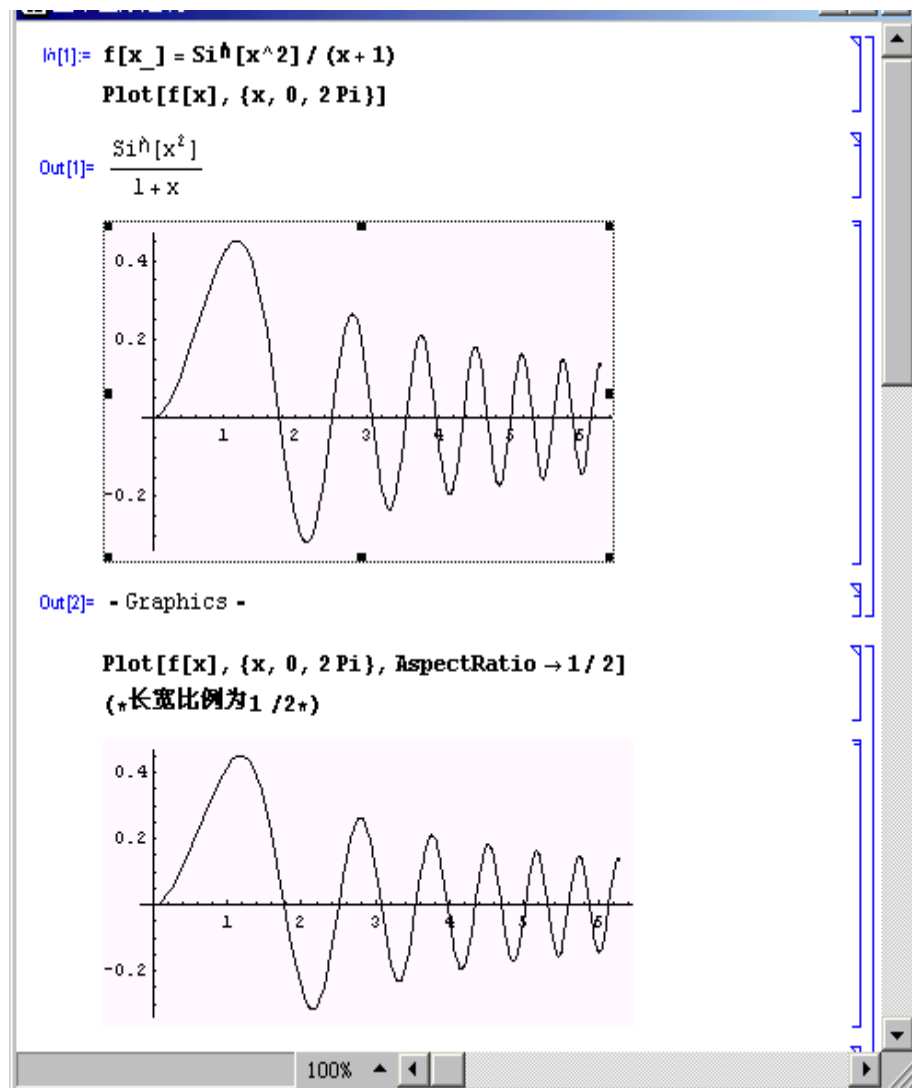 In[1]:= f[x_] = Sin[x^2] / (x + 1)
Plot[f[x], {x, 0, 2 Pi}]
Out[1]= Sin[x²]
1 + x
0.4
0.2
1 2 3 4 5 6
-0.2
Out[2]= - Graphics -
Plot[f[x], {x, 0, 2 Pi}, AspectRatio → 1 / 2]
(*长宽比例为1 /2*)
0.4
0.2
1 2 3 4 5 6
-0.2
100%